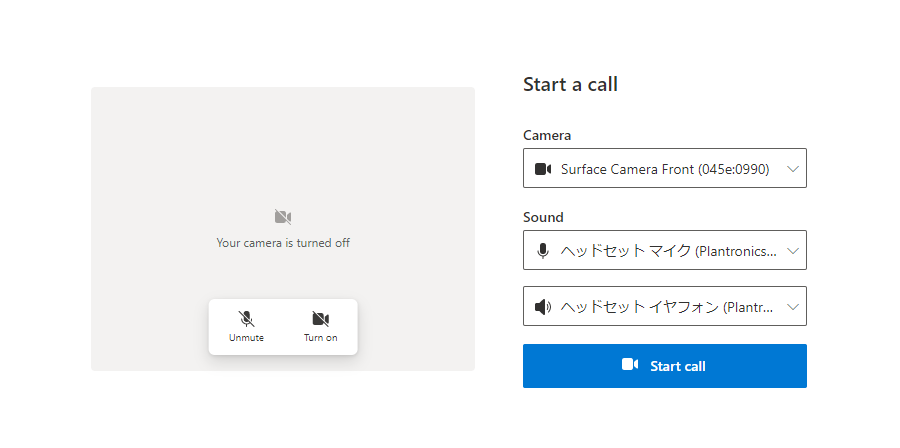 Start a call
Camera
Surface Camera Front (045e:0990)
Your camera is turned off
Sound
ヘッドセット マイク (Plantronics...
ヘッドセット イヤフォン (Plantr...
Unmute
Turn on
Start call